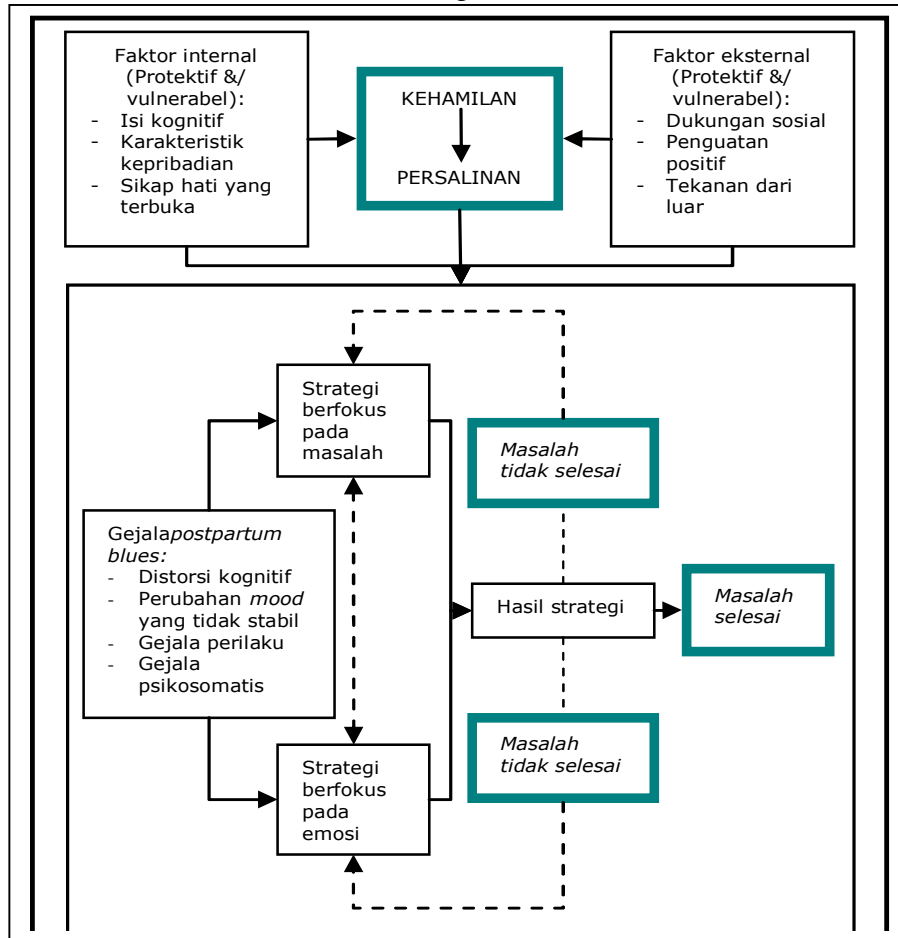 Faktor internal
(Protektif &/
vulnerabel):
- Isi kognitif
- Karakteristik
kepribadian
- Sikap hati yang
terbuka
KEHAMILAN
PERSALINAN
Faktor eksternal
(Protektif &/
vulnerabel):
- Dukungan sosial
- Penguatan
positif
- Tekanan dari
luar
Strategi
berfokus
pada
masalah
Masalah
tidak selesai
Gejalapostpartum
blues:
- Distorsi kognitif
- Perubahan mood
yang tidak stabil
- Gejala perilaku
- Gejala
psikosomatis
Hasil strategi
Masalah
selesai
Strategi
berfokus
pada
emosi
Masalah
tidak selesai